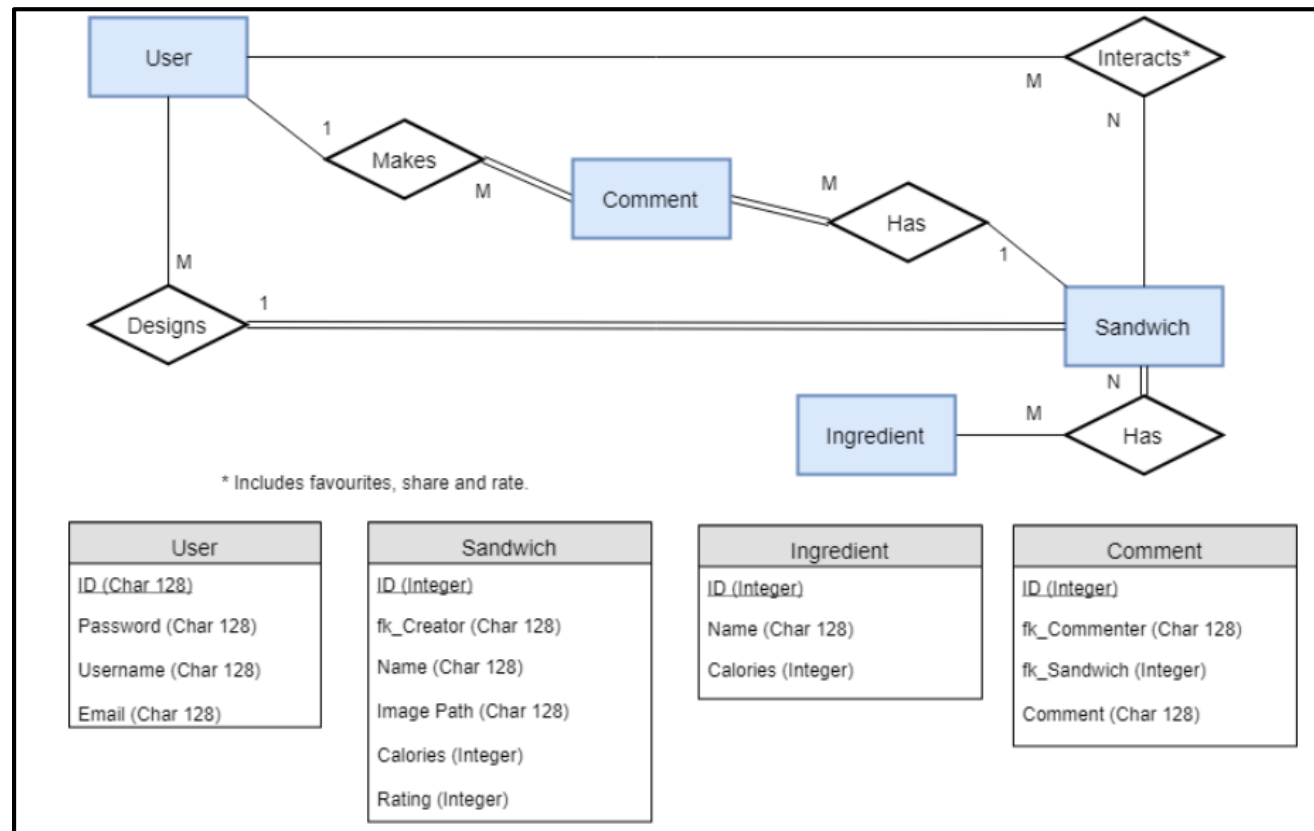 User
Interacts*
M
N
1
Makes
M
Comment
M
Has
1
M
1
Designs
Sandwich
N
Ingredient
M
Has
* Includes favourites, share and rate.
User
ID (Char 128)
Password (Char 128)
Username (Char 128)
Email (Char 128)
Sandwich
ID (Integer)
fk_Creator (Char 128)
Name (Char 128)
Image Path (Char 128)
Calories (Integer)
Rating (Integer)
Ingredient
ID (Integer)
Name (Char 128)
Calories (Integer)
Comment
ID (Integer)
fk_Commenter (Char 128)
fk_Sandwich (Integer)
Comment (Char 128)